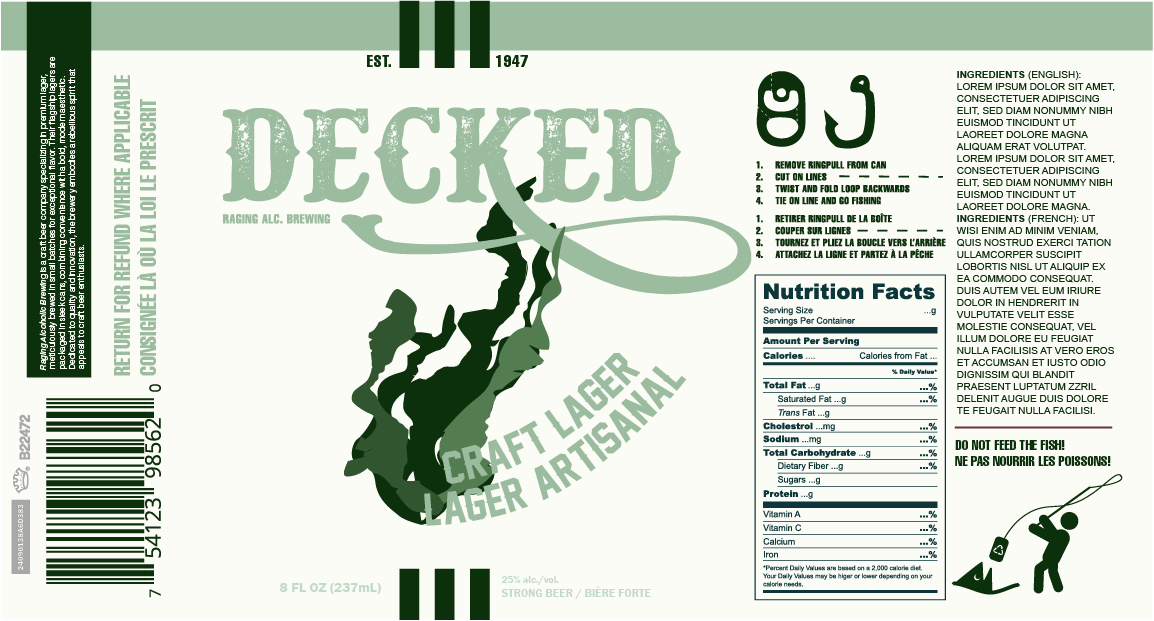 Raging Alcoholic Brewing is a craft beer company specializing in premium lager,
meticulously brewed in small batches for exceptional flavor. Their flagship lagers are
packaged in sleek cans, combining convenience with a bold, modern aesthetic.
Dedicated to quality and innovation, the brewery embodies a rebellious spirit that
appeals to craft beer enthusiasts.
RETURN FOR REFUND WHERE APPLICABLE
CONSIGNÉE LÀ OÙ LA LOI LE PRESCRIT
B22472
24090138A6D383
7 54123 98562 0
EST. 1947
DECKED
RAGING ALC. BREWING
CRAFT LAGER
LAGER ARTISANAL
8 FL OZ (237mL)
25% alc./vol.
STRONG BEER / BIÈRE FORTE
1. REMOVE RINGPULL FROM CAN
2. CUT ON LINES
3. TWIST AND FOLD LOOP BACKWARDS
4. TIE ON LINE AND GO FISHING
1. RETIRER RINGPULL DE LA BOÎTE
2. COUPER SUR LIGNES
3. TOURNEZ ET PLIEZ LA BOUCLE VERS L'ARRIÈRE
4. ATTACHEZ LA LIGNE ET PARTEZ À LA PÊCHE
Nutrition Facts
Serving Size ...g
Servings Per Container
Amount Per Serving
Calories .... Calories from Fat ...
% Daily Value*
Total Fat ...g ...%
Saturated Fat ...g ...%
Trans Fat ...g
Cholestrol ...mg ...%
Sodium ...mg ...%
Total Carbohydrate ...g ...%
Dietary Fiber ...g ...%
Sugars ...g
Protein ...g
Vitamin A ...%
Vitamin C ...%
Calcium ...%
Iron ...%
*Percent Daily Values are based on a 2,000 calorie diet.
Your Daily Values may be higer or lower depending on your
calorie needs.
INGREDIENTS (ENGLISH):
LOREM IPSUM DOLOR SIT AMET,
CONSECTETUER ADIPISCING
ELIT, SED DIAM NONUMMY NIBH
EUISMOD TINCIDUNT UT
LAOREET DOLORE MAGNA
ALIQUAM ERAT VOLUTPAT.
LOREM IPSUM DOLOR SIT AMET,
CONSECTETUER ADIPISCING
ELIT, SED DIAM NONUMMY NIBH
EUISMOD TINCIDUNT UT
LAOREET DOLORE MAGNA.
INGREDIENTS (FRENCH): UT
WISI ENIM AD MINIM VENIAM,
QUIS NOSTRUD EXERCI TATION
ULLAMCORPER SUSCIPIT
LOBORTIS NISL UT ALIQUIP EX
EA COMMODO CONSEQUAT.
DUIS AUTEM VEL EUM IRIURE
DOLOR IN HENDRERIT IN
VULPUTATE VELIT ESSE
MOLESTIE CONSEQUAT, VEL
ILLUM DOLORE EU FEUGIAT
NULLA FACILISIS AT VERO EROS
ET ACCUMSAN ET IUSTO ODIO
DIGNISSIM QUI BLANDIT
PRAESENT LUPTATUM ZZRIL
DELENIT AUGUE DUIS DOLORE
TE FEUGAIT NULLA FACILISI.
DO NOT FEED THE FISH!
NE PAS NOURRIR LES POISSONS!